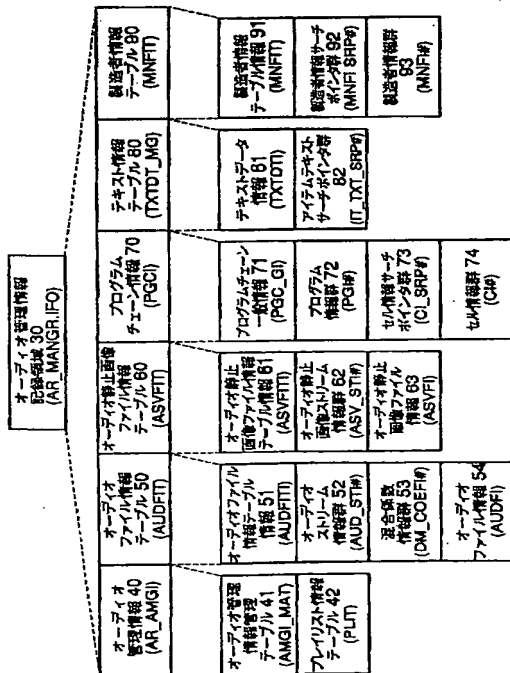 オーディオ管理情報
記録領域 30
(AR_MANGR.IFO)
オーディオ
管理情報 40
(AR_AMGI)
オーディオ
ファイル情報
テーブル 50
(AUDFIT)
オーディオ静止画像
ファイル情報
テーブル 60
(ASVFIT)
プログラム
チェーン情報 70
(PGCI)
テキスト情報
テーブル 80
(TXTDT_MG)
製造者情報
テーブル 90
(MNFIT)
オーディオ管理
情報管理
テーブル 41
(AMGI_MAT)
プレイリスト情報
テーブル 42
(PLIT)
オーディオファイル
情報テーブル
情報 51
(AUDFITI)
オーディオ
ストリーム
情報群 52
(AUD_STI#)
混合係数
情報群 53
(DM_COEFI#)
オーディオ
ファイル情報 54
(AUDFI)
オーディオ静止
画像ファイル情報
テーブル情報 61
(ASVFITI)
オーディオ静止
画像ストリーム
情報群 62
(ASV_STI#)
オーディオ静止
画像ファイル
情報 63
(ASVFI)
プログラムチェーン
一般情報 71
(PGC_GI)
プログラム
情報群 72
(PGI#)
セル情報サーチ
ポインタ群 73
(CI_SRP#)
セル情報群 74
(CI#)
テキストデータ
情報 81
(TXTDTI)
アイテムテキスト
サーチポインタ群
82
(IT_TXT_SRP#)
製造者情報
テーブル情報 91
(MNFITI)
製造者情報サーチ
ポインタ群 92
(MNFI SRP#)
製造者情報群
93
(MNFI#)